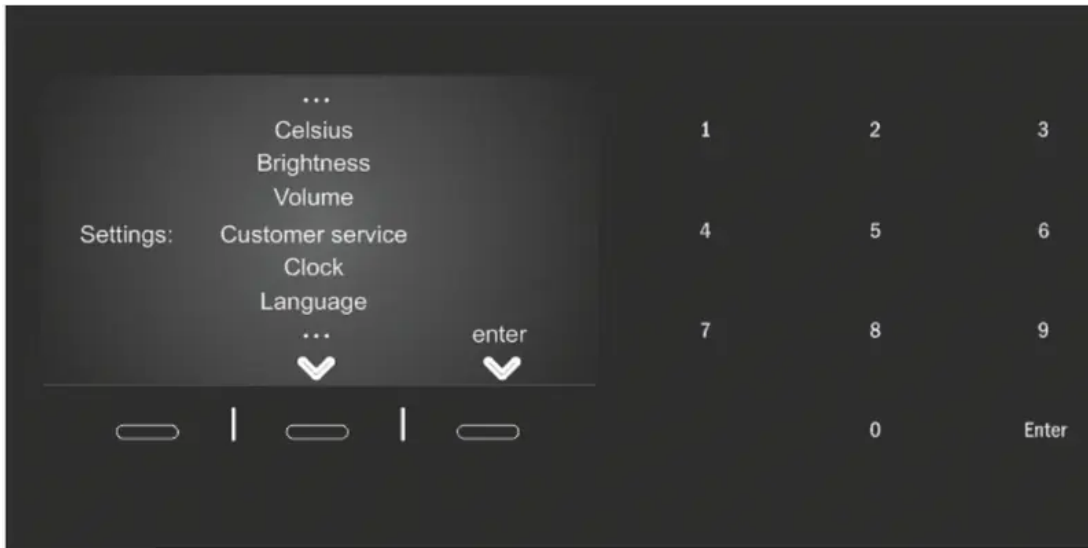 ...
Celsius
Brightness
Volume
Settings: Customer service
Clock
Language
...
enter
1 2 3
4 5 6
7 8 9
0 Enter